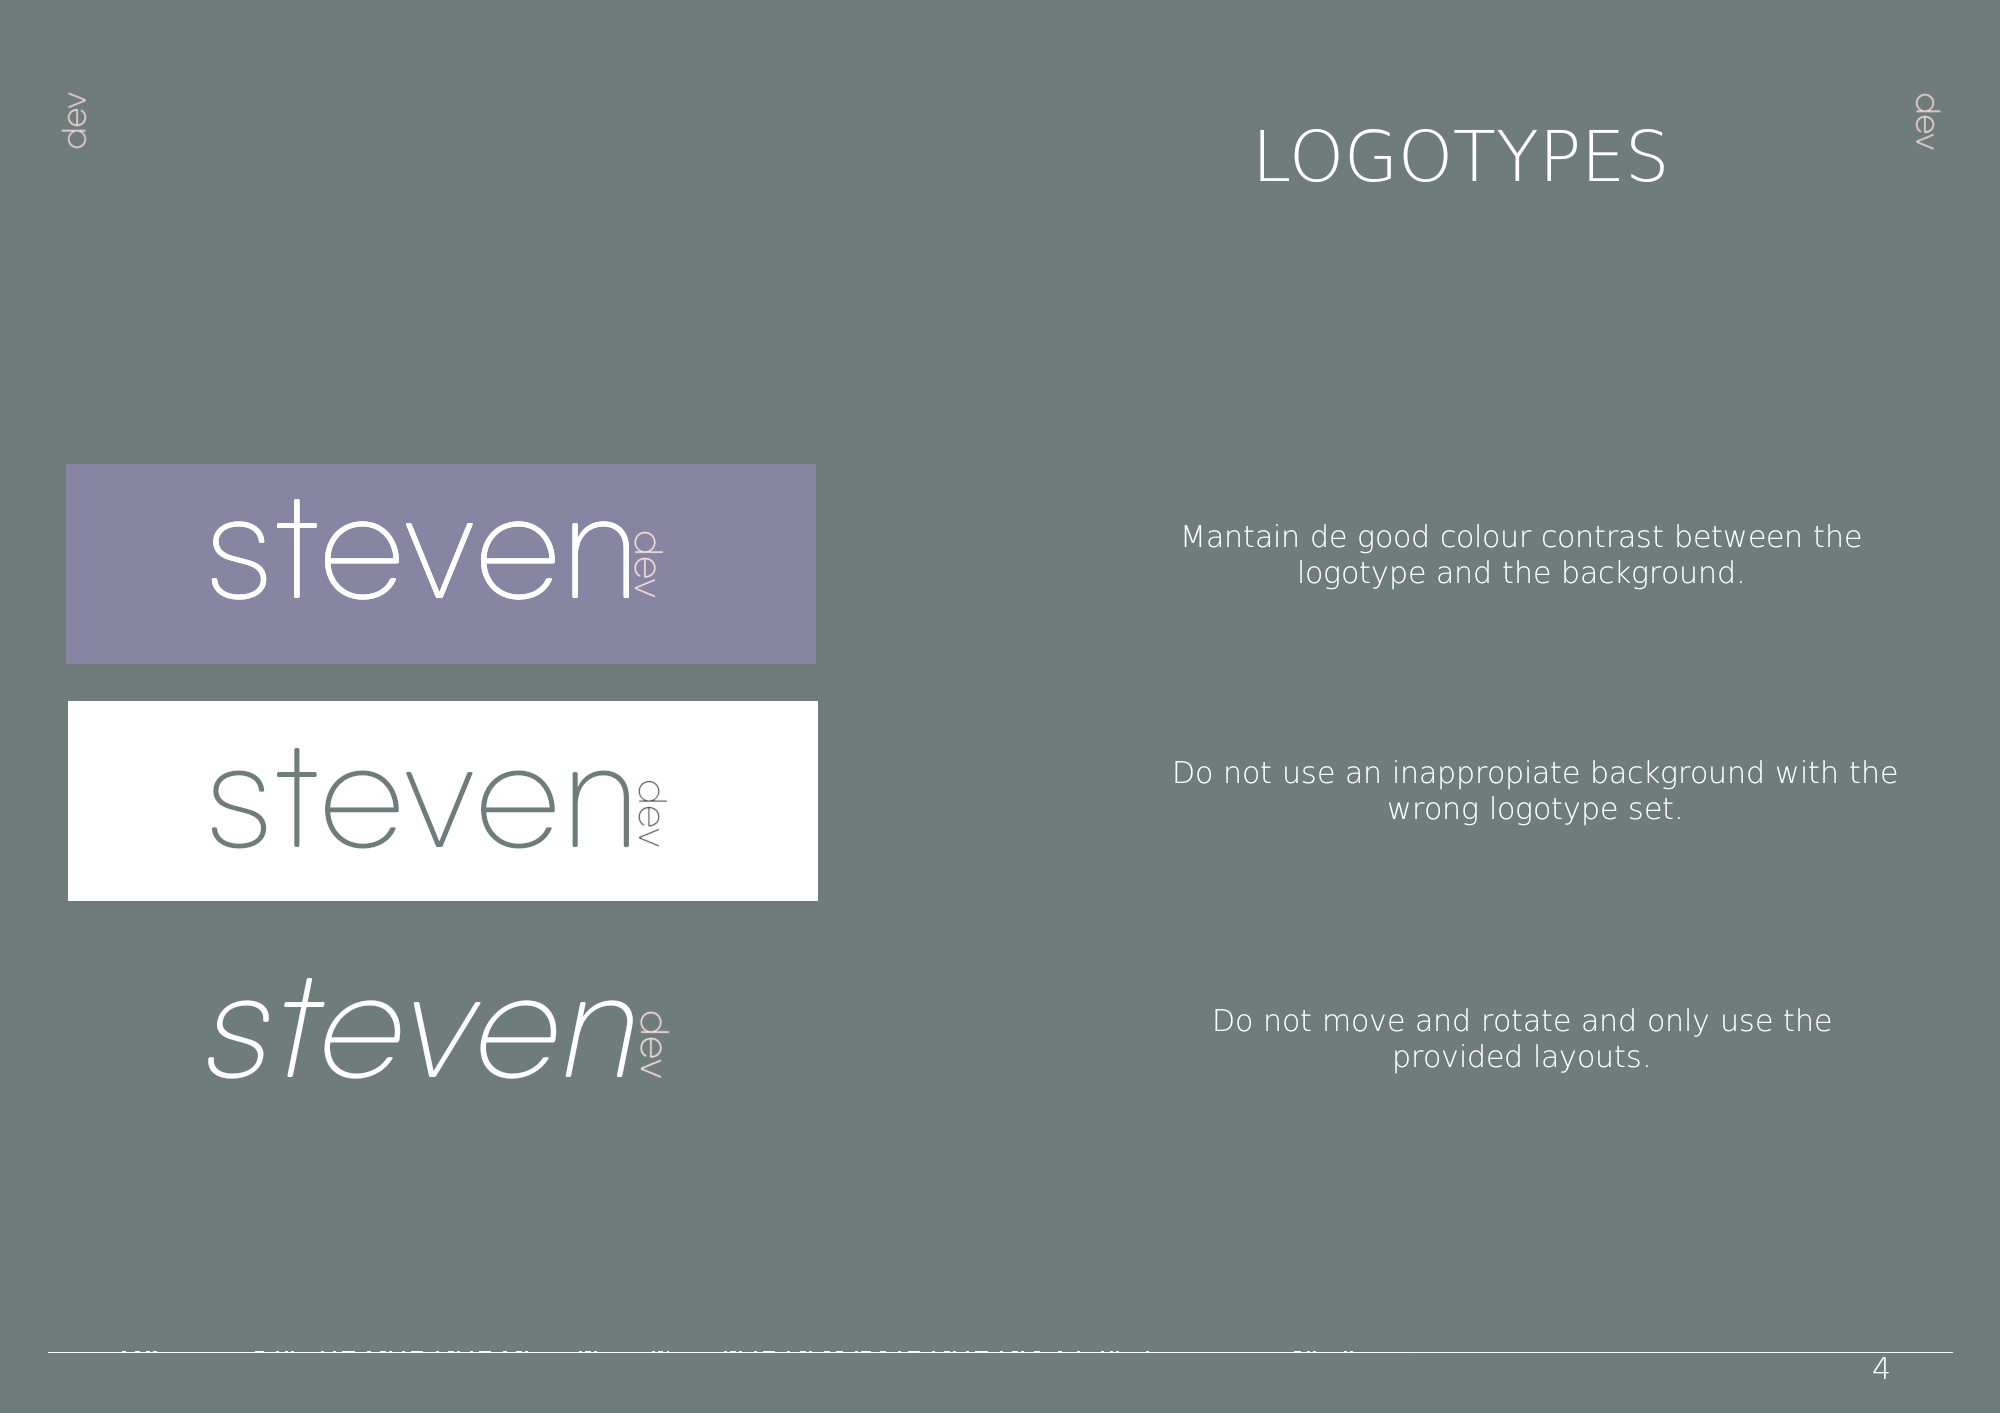 dev
dev
LOGOTYPES
steven dev
Mantain de good colour contrast between the
logotype and the background.
steven dev
Do not use an inappropiate background with the
wrong logotype set.
steven dev
Do not move and rotate and only use the
provided layouts.
4